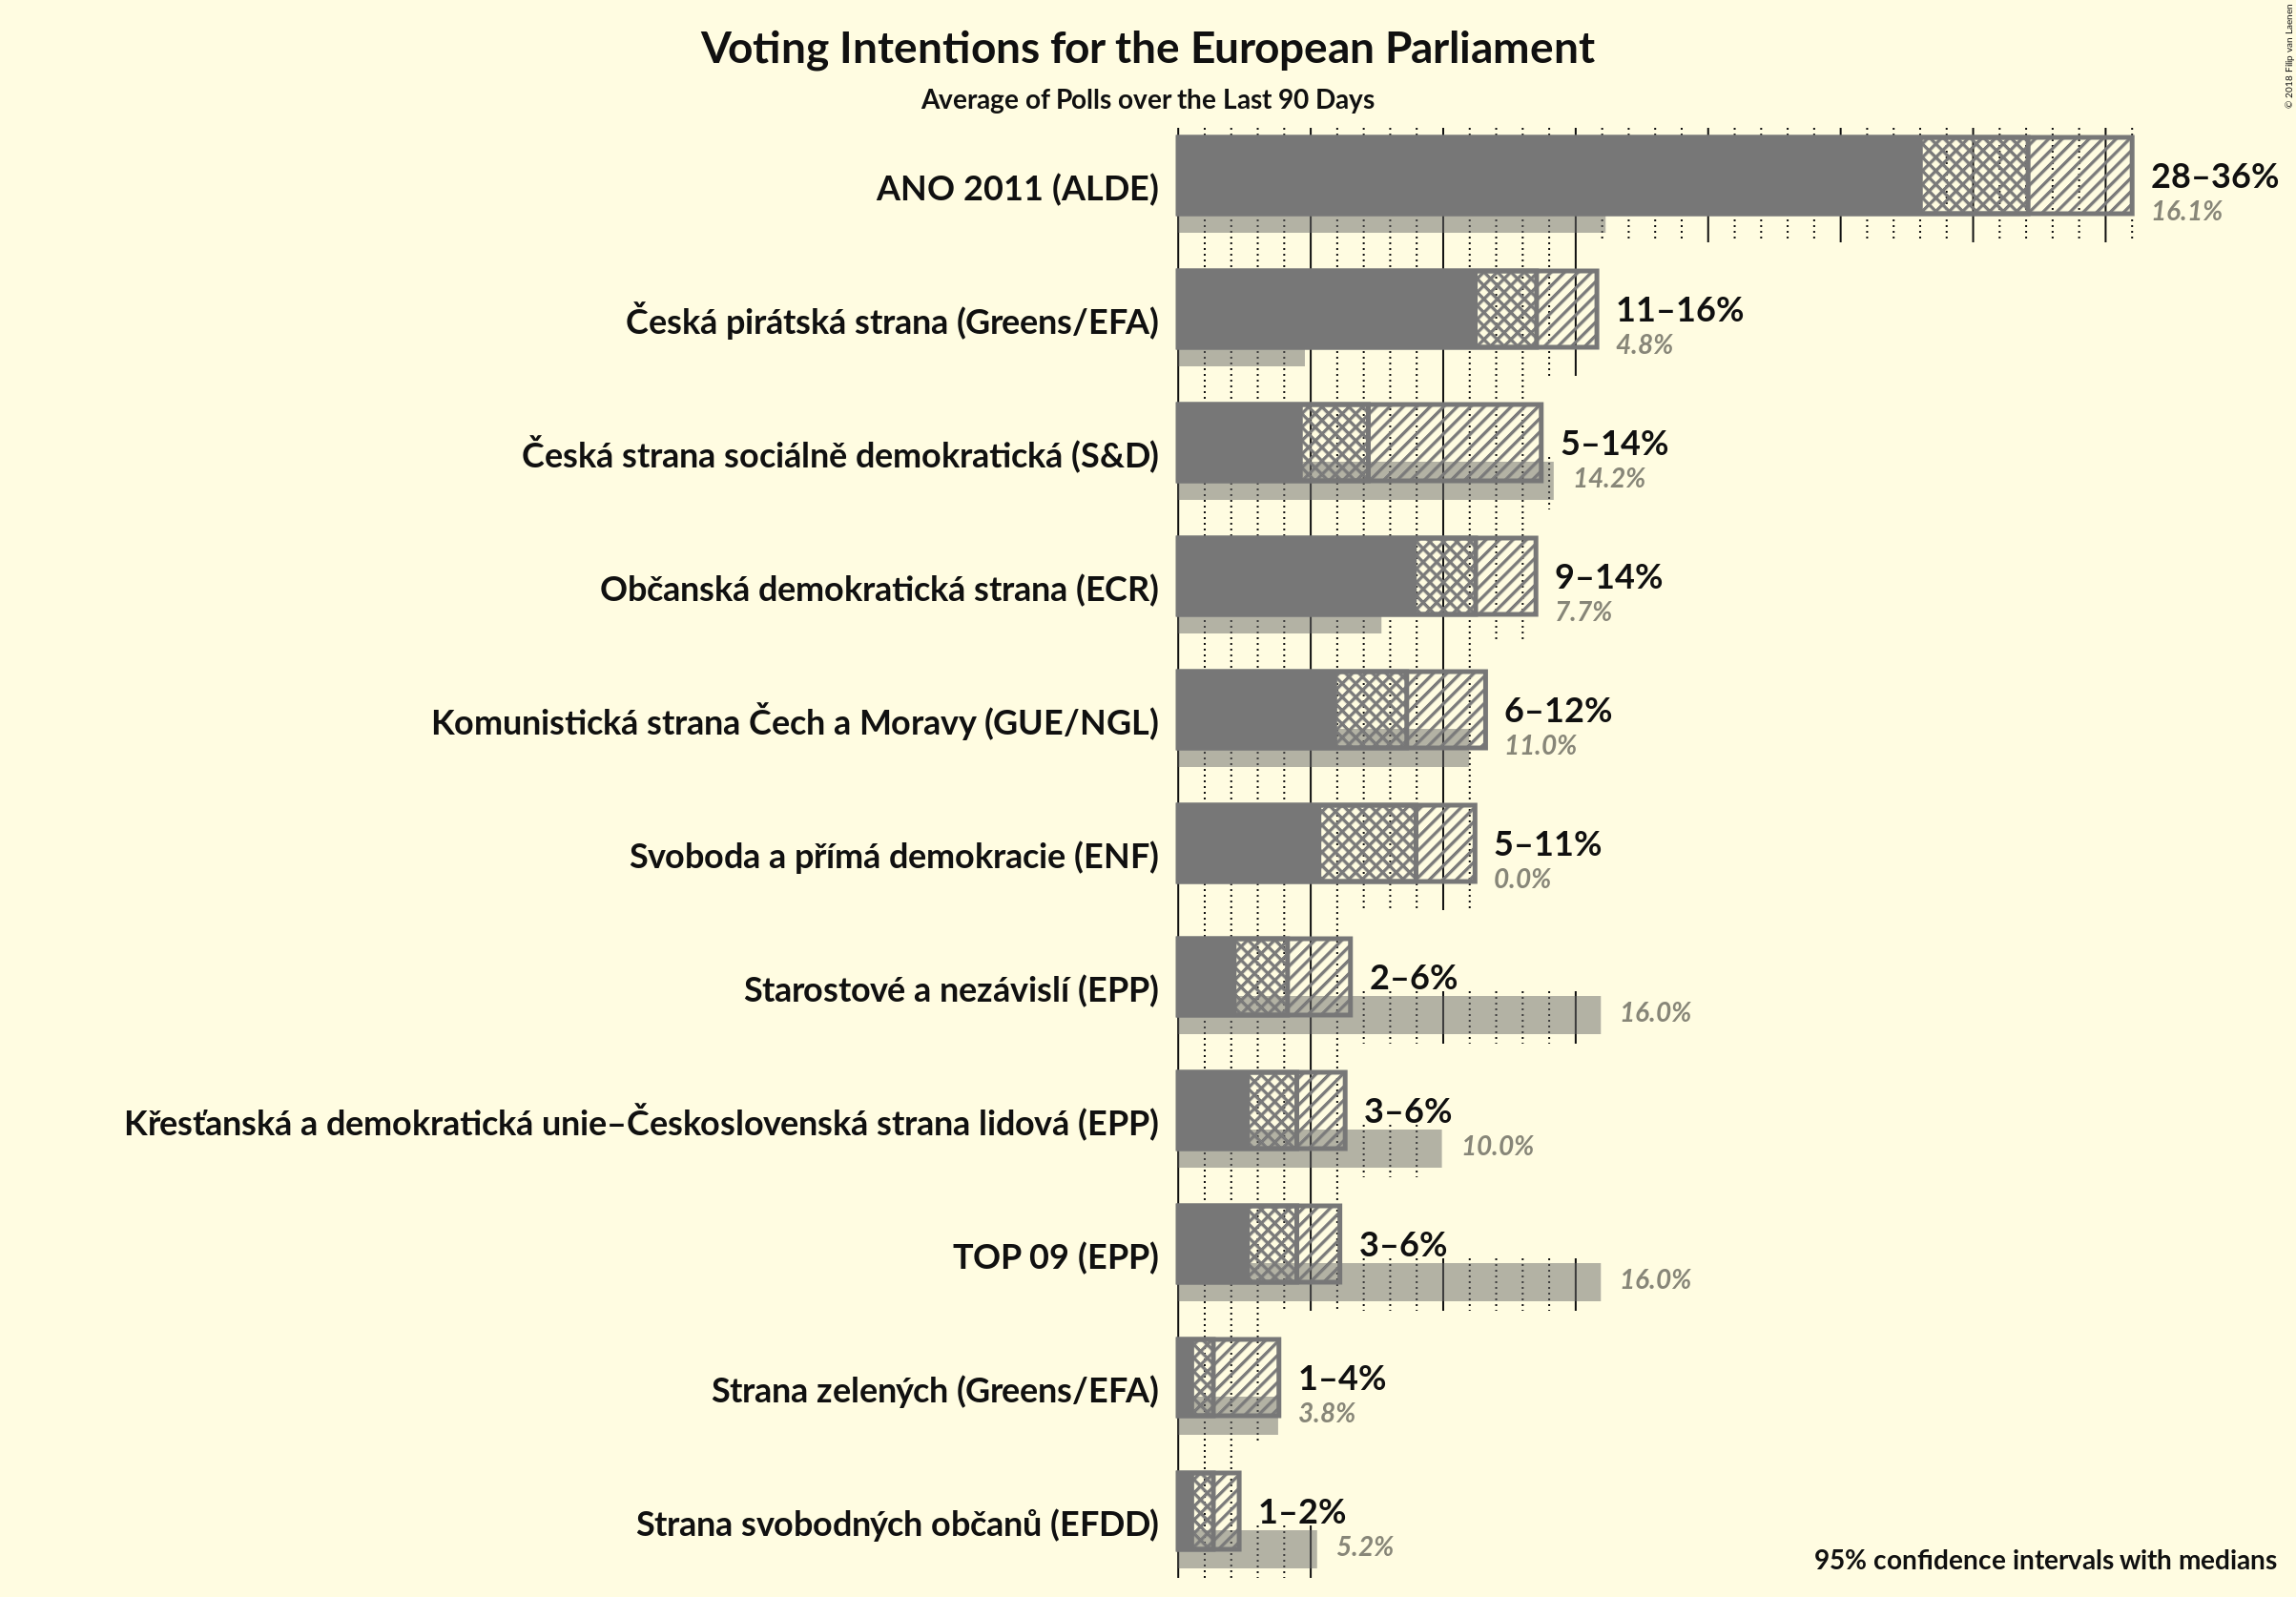 Voting Intentions for the European Parliament
Average of Polls over the Last 90 Days
© 2018 Filip van Laenen
ANO 2011 (ALDE)
28–36%
16.1%
Česká pirátská strana (Greens/EFA)
11–16%
4.8%
Česká strana sociálně demokratická (S&D)
5–14%
14.2%
Občanská demokratická strana (ECR)
9–14%
7.7%
Komunistická strana Čech a Moravy (GUE/NGL)
6–12%
11.0%
Svoboda a přímá demokracie (ENF)
5–11%
0.0%
Starostové a nezávislí (EPP)
2–6%
16.0%
Křesťanská a demokratická unie–Československá strana lidová (EPP)
3–6%
10.0%
TOP 09 (EPP)
3–6%
16.0%
Strana zelených (Greens/EFA)
1–4%
3.8%
Strana svobodných občanů (EFDD)
1–2%
5.2%
95% confidence intervals with medians